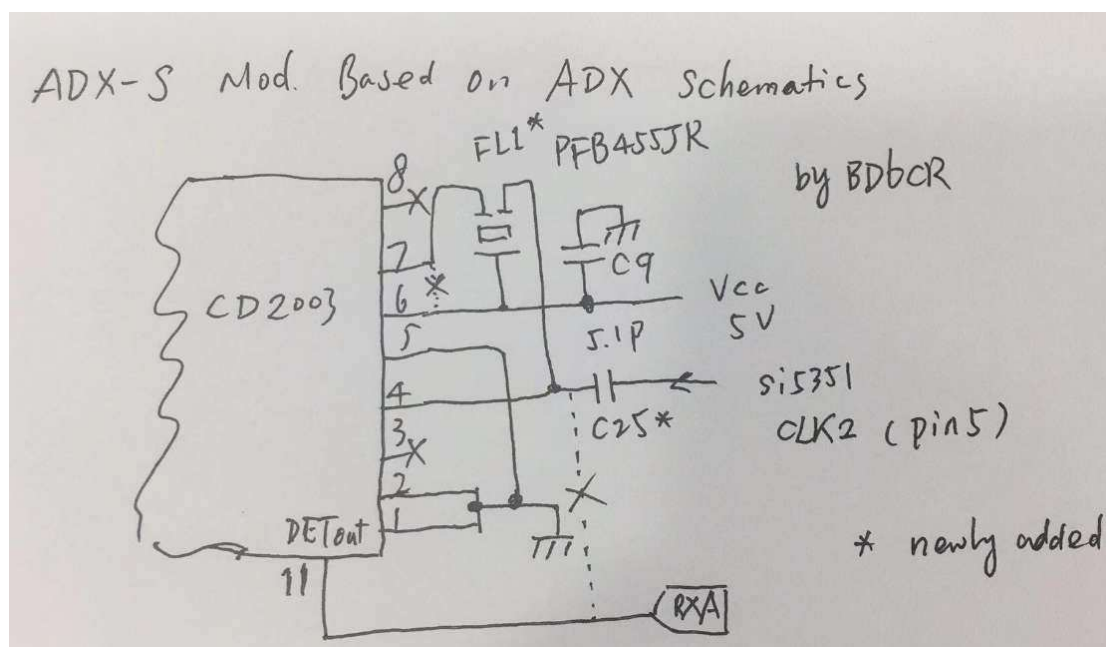 ADX-S Mod. Based on ADX Schematics
FL1* PFB455JR
by BD6CR
8
7
C9
6
Vcc
5V
CD2003
5
5.1P
4
si5351
C25*
CLK2 (pin5)
3
2
1
DETout
* newly added
11
RXA